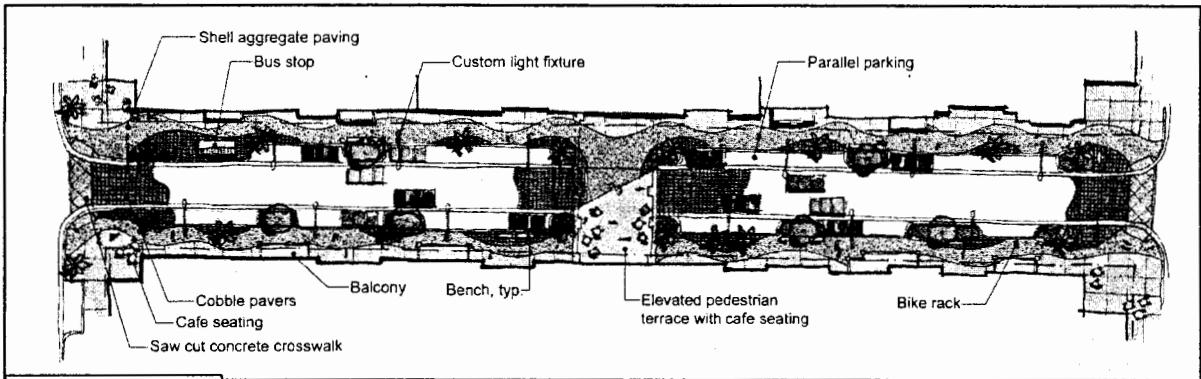 Shell aggregate paving
Bus stop
Custom light fixture
Parallel parking
Cobble pavers
Cafe seating
Saw cut concrete crosswalk
Balcony
Bench, typ.
Elevated pedestrian
terrace with cafe seating
Bike rack